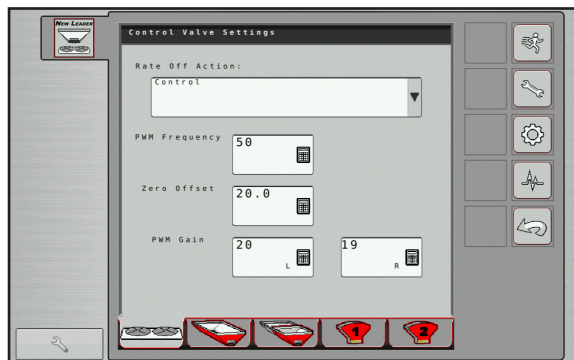 NEW LEADER
Control Valve Settings
Rate Off Action:
Control
PWM Frequency
50
Zero Offset
20.0
PWM Gain
20 L
19 R
1
2